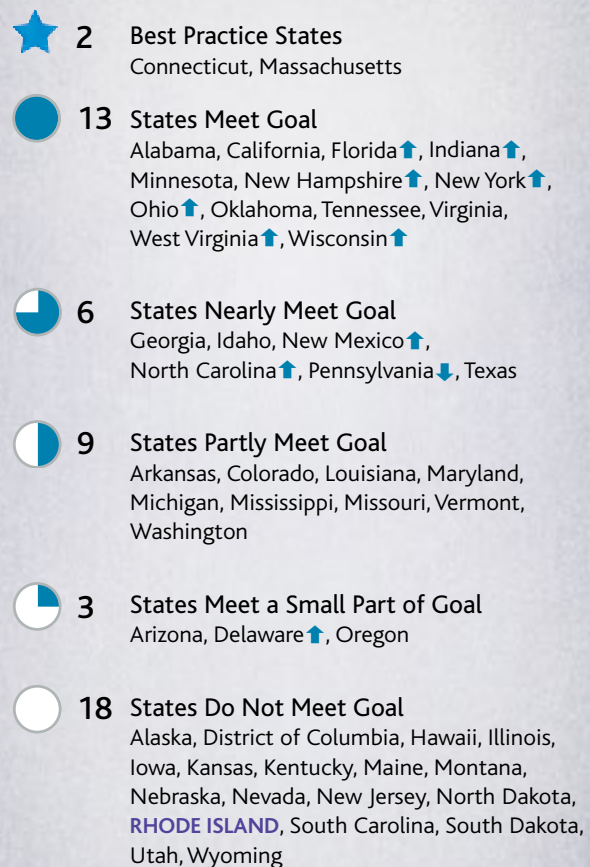 2 Best Practice States
Connecticut, Massachusetts
13 States Meet Goal
Alabama, California, Florida⬆, Indiana⬆,
Minnesota, New Hampshire⬆, New York⬆,
Ohio⬆, Oklahoma, Tennessee, Virginia,
West Virginia⬆, Wisconsin⬆
6 States Nearly Meet Goal
Georgia, Idaho, New Mexico⬆,
North Carolina⬆, Pennsylvania⬇, Texas
9 States Partly Meet Goal
Arkansas, Colorado, Louisiana, Maryland,
Michigan, Mississippi, Missouri, Vermont,
Washington
3 States Meet a Small Part of Goal
Arizona, Delaware⬆, Oregon
18 States Do Not Meet Goal
Alaska, District of Columbia, Hawaii, Illinois,
Iowa, Kansas, Kentucky, Maine, Montana,
Nebraska, Nevada, New Jersey, North Dakota,
RHODE ISLAND, South Carolina, South Dakota,
Utah, Wyoming